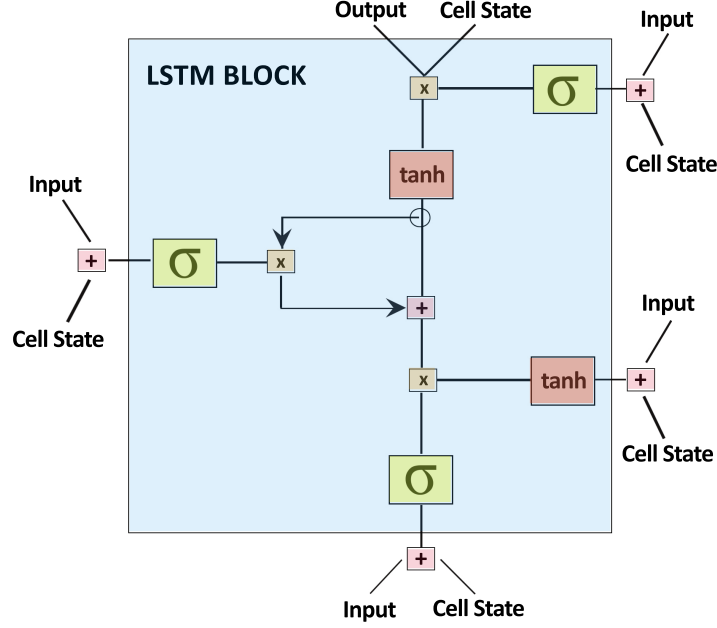 Output
Cell State
Input
LSTM BLOCK
x
σ
+
Cell State
tanh
Input
+
σ
x
Cell State
+
Input
x
tanh
+
Cell State
σ
+
Input
Cell State